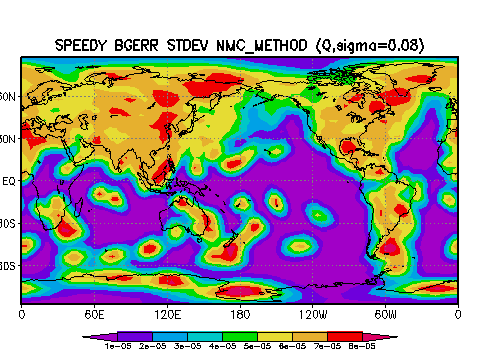 SPEEDY BGERR STDEV NMC_METHOD (Q,sigma=0.08)
60N
30N
EQ
30S
60S
0 60E 120E 180 120W 60W 0
1e-05 2e-05 3e-05 4e-05 5e-05 6e-05 7e-05 8e-05